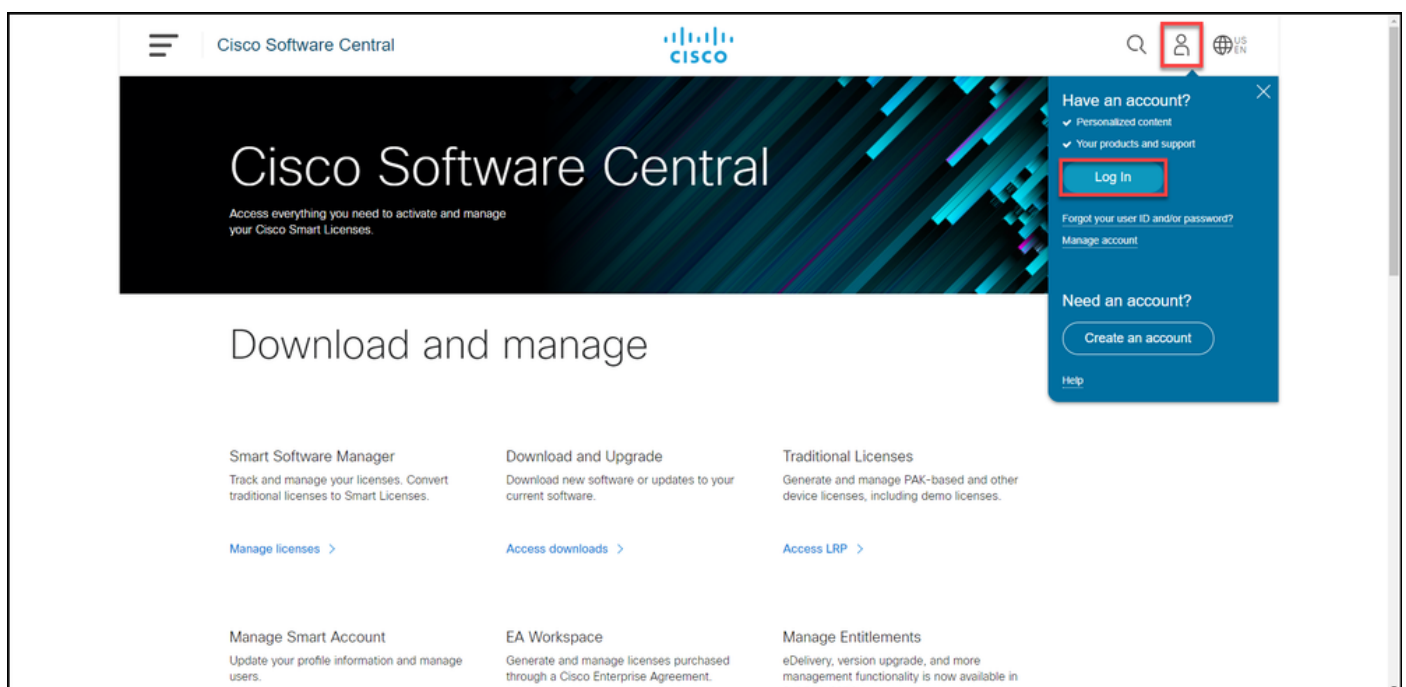 Cisco Software Central
CISCO
US
EN
Cisco Software Central
Access everything you need to activate and manage
your Cisco Smart Licenses.
Have an account?
Personalized content
Your products and support
Log In
Forgot your user ID and/or password?
Manage account
Need an account?
Create an account
Help
Download and manage
Smart Software Manager
Track and manage your licenses. Convert
traditional licenses to Smart Licenses.
Manage licenses
Download and Upgrade
Download new software or updates to your
current software.
Access downloads
Traditional Licenses
Generate and manage PAK-based and other
device licenses, including demo licenses.
Access LRP
Manage Smart Account
Update your profile information and manage
users.
EA Workspace
Generate and manage licenses purchased
through a Cisco Enterprise Agreement.
Manage Entitlements
eDelivery, version upgrade, and more
management functionality is now available in